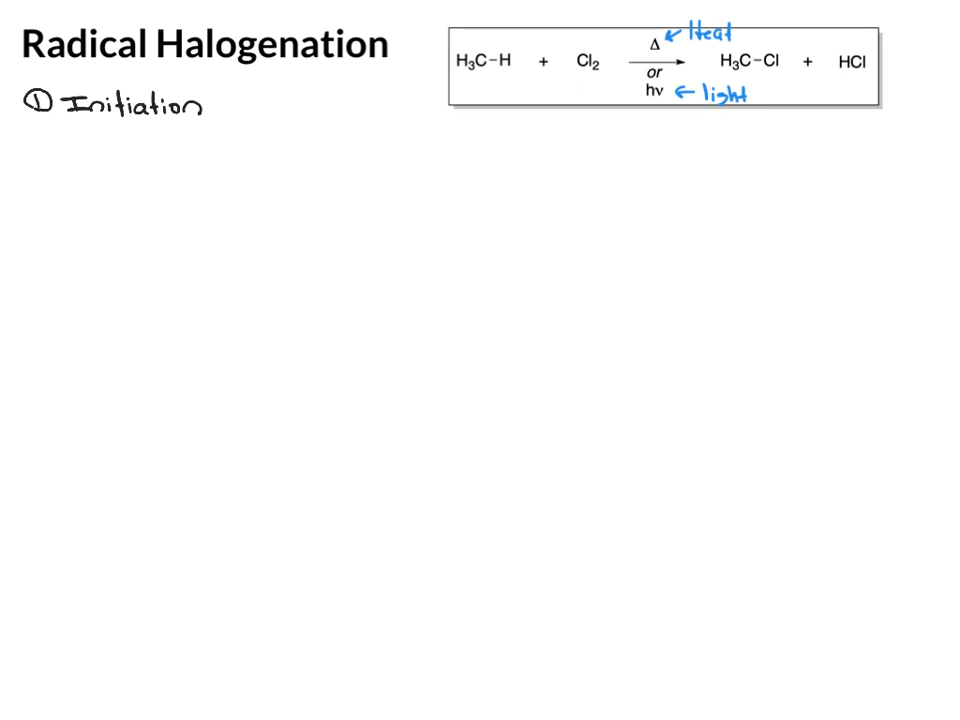 Radical Halogenation
① Initiation
Δ ← Heat
H₃C–H + Cl₂ → H₃C–Cl + HCl
or
hν ← light